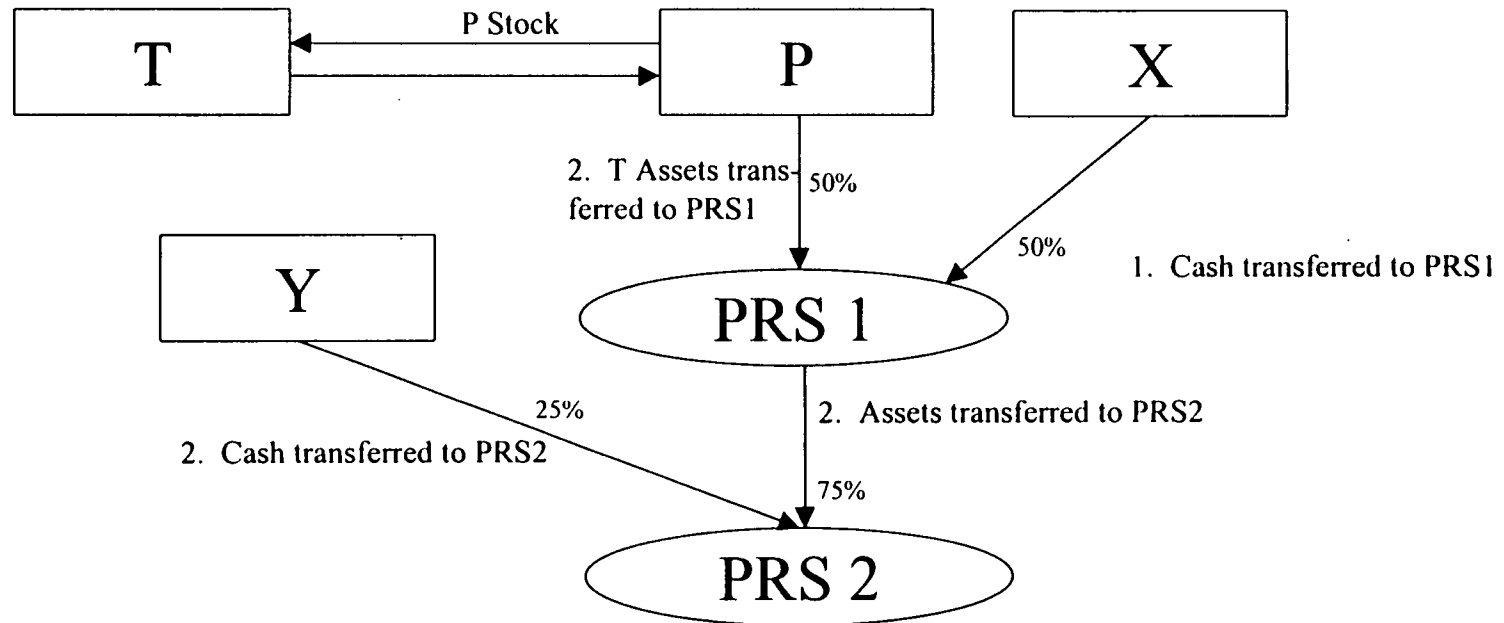 P Stock
T
P
X
2. T Assets trans-
ferred to PRS1
50%
50%
1. Cash transferred to PRS1
Y
PRS 1
25%
2. Cash transferred to PRS2
2. Assets transferred to PRS2
75%
PRS 2